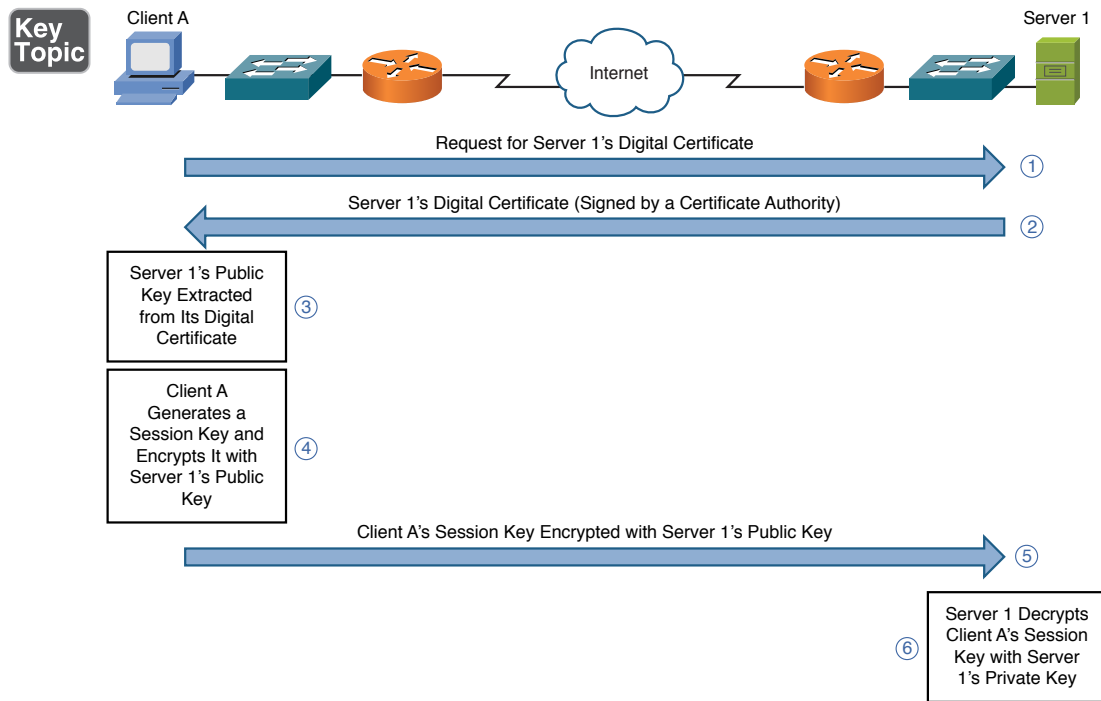 Key
Topic
Client A
Server 1
Internet
Request for Server 1's Digital Certificate
1
Server 1's Digital Certificate (Signed by a Certificate Authority)
2
Server 1's Public
Key Extracted
from Its Digital
Certificate
3
Client A
Generates a
Session Key and
Encrypts It with
Server 1's Public
Key
4
Client A's Session Key Encrypted with Server 1's Public Key
5
Server 1 Decrypts
Client A's Session
Key with Server
1's Private Key
6